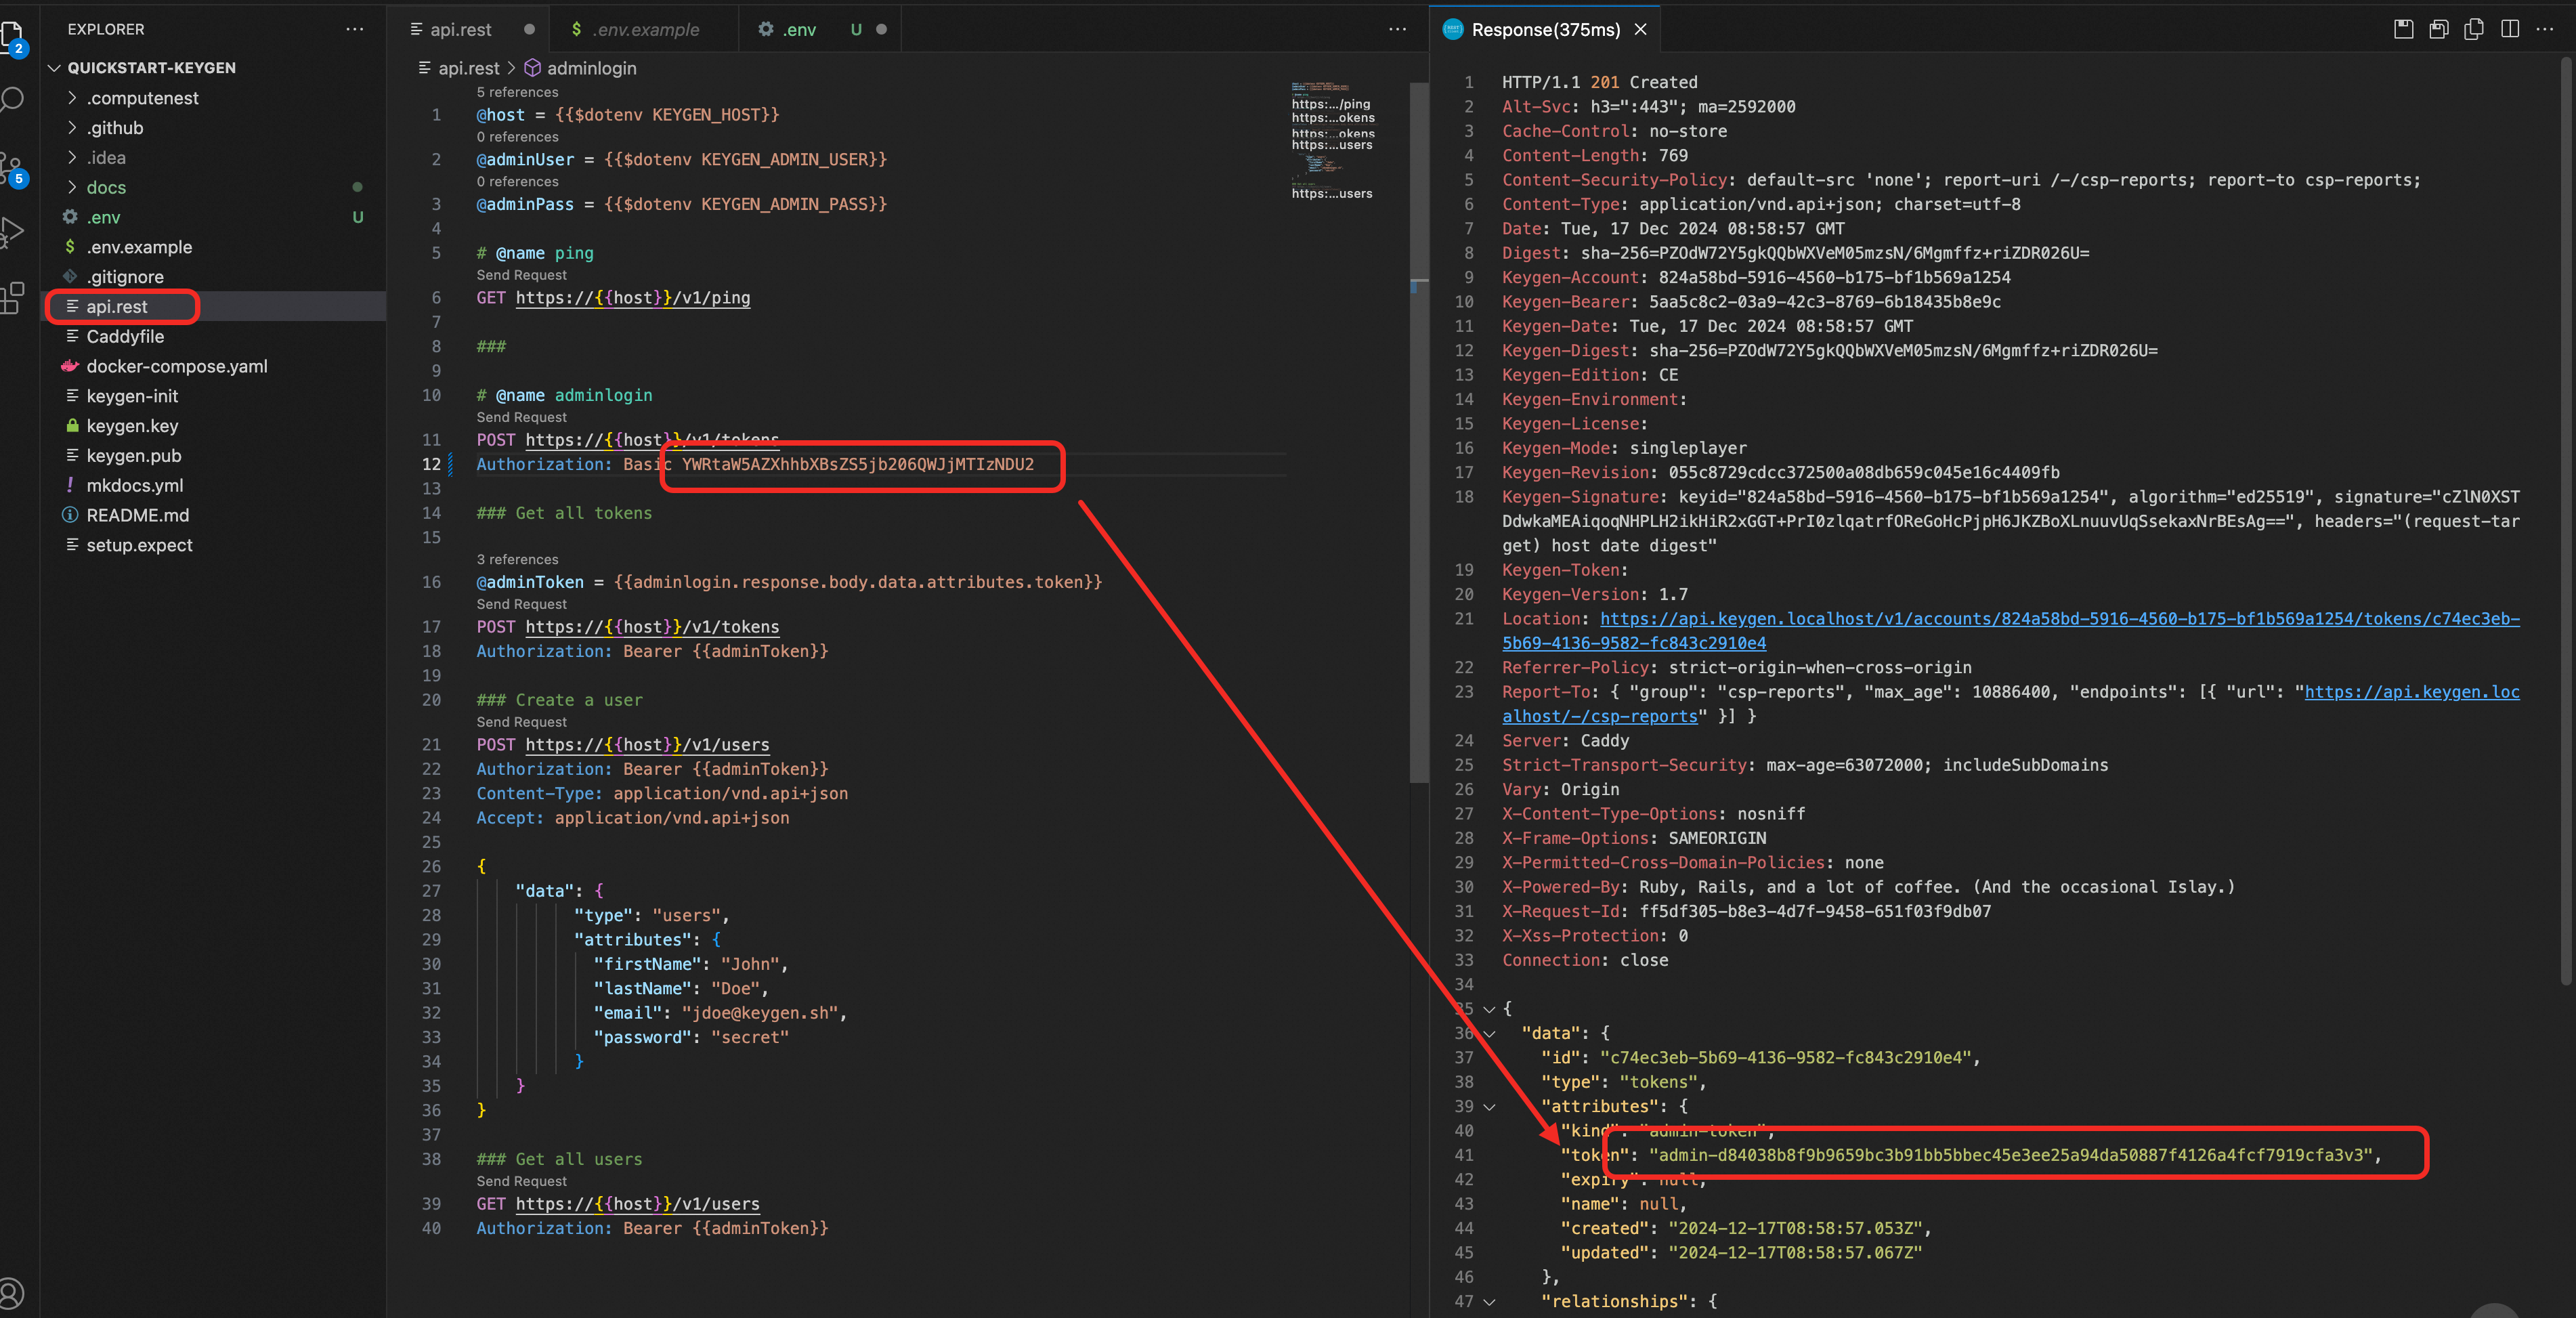 EXPLORER
QUICKSTART-KEYGEN
.computenest
.github
.idea
docs
.env U
.env.example
.gitignore
api.rest
Caddyfile
docker-compose.yaml
keygen-init
keygen.key
keygen.pub
mkdocs.yml
README.md
setup.expect
2
5
api.rest
.env.example
.env U
api.rest > adminlogin
5 references
1 @host = {{$dotenv KEYGEN_HOST}}
0 references
2 @adminUser = {{$dotenv KEYGEN_ADMIN_USER}}
0 references
3 @adminPass = {{$dotenv KEYGEN_ADMIN_PASS}}
4
5 # @name ping
Send Request
6 GET https://{{host}}/v1/ping
7
8 ###
9
10 # @name adminlogin
Send Request
11 POST https://{{host}}/v1/tokens
12 Authorization: Basic YWRtaW5AZXhhbXBsZS5jb206QWJjMTIzNDU2
13
14 ### Get all tokens
15
3 references
16 @adminToken = {{adminlogin.response.body.data.attributes.token}}
Send Request
17 POST https://{{host}}/v1/tokens
18 Authorization: Bearer {{adminToken}}
19
20 ### Create a user
Send Request
21 POST https://{{host}}/v1/users
22 Authorization: Bearer {{adminToken}}
23 Content-Type: application/vnd.api+json
24 Accept: application/vnd.api+json
25
26 {
27 "data": {
28 "type": "users",
29 "attributes": {
30 "firstName": "John",
31 "lastName": "Doe",
32 "email": "jdoe@keygen.sh",
33 "password": "secret"
34 }
35 }
36 }
37
38 ### Get all users
Send Request
39 GET https://{{host}}/v1/users
40 Authorization: Bearer {{adminToken}}
https:.../ping
https:...okens
https:...okens
https:...users
https:...users
Response(375ms)
1 HTTP/1.1 201 Created
2 Alt-Svc: h3=":443"; ma=2592000
3 Cache-Control: no-store
4 Content-Length: 769
5 Content-Security-Policy: default-src 'none'; report-uri /-/csp-reports; report-to csp-reports;
6 Content-Type: application/vnd.api+json; charset=utf-8
7 Date: Tue, 17 Dec 2024 08:58:57 GMT
8 Digest: sha-256=PZOdW72Y5gkQQbWXVeM05mzsN/6Mgmffz+riZDR026U=
9 Keygen-Account: 824a58bd-5916-4560-b175-bf1b569a1254
10 Keygen-Bearer: 5aa5c8c2-03a9-42c3-8769-6b18435b8e9c
11 Keygen-Date: Tue, 17 Dec 2024 08:58:57 GMT
12 Keygen-Digest: sha-256=PZOdW72Y5gkQQbWXVeM05mzsN/6Mgmffz+riZDR026U=
13 Keygen-Edition: CE
14 Keygen-Environment:
15 Keygen-License:
16 Keygen-Mode: singleplayer
17 Keygen-Revision: 055c8729cdcc372500a08db659c045e16c4409fb
18 Keygen-Signature: keyid="824a58bd-5916-4560-b175-bf1b569a1254", algorithm="ed25519", signature="cZlN0XST
DdwkaMEAiqoqNHPLH2ikHiR2xGGT+PrI0zlqatrfOReGoHcPjpH6JKZBoXLnuuvUqSsekaxNrBEsAg==", headers="(request-tar
get) host date digest"
19 Keygen-Token:
20 Keygen-Version: 1.7
21 Location: https://api.keygen.localhost/v1/accounts/824a58bd-5916-4560-b175-bf1b569a1254/tokens/c74ec3eb-
5b69-4136-9582-fc843c2910e4
22 Referrer-Policy: strict-origin-when-cross-origin
23 Report-To: { "group": "csp-reports", "max_age": 10886400, "endpoints": [{ "url": "https://api.keygen.loc
alhost/-/csp-reports" }] }
24 Server: Caddy
25 Strict-Transport-Security: max-age=63072000; includeSubDomains
26 Vary: Origin
27 X-Content-Type-Options: nosniff
28 X-Frame-Options: SAMEORIGIN
29 X-Permitted-Cross-Domain-Policies: none
30 X-Powered-By: Ruby, Rails, and a lot of coffee. (And the occasional Islay.)
31 X-Request-Id: ff5df305-b8e3-4d7f-9458-651f03f9db07
32 X-Xss-Protection: 0
33 Connection: close
34
35 {
36 "data": {
37 "id": "c74ec3eb-5b69-4136-9582-fc843c2910e4",
38 "type": "tokens",
39 "attributes": {
40 "kind": "admin-token",
41 "token": "admin-d84038b8f9b9659bc3b91bb5bbec45e3ee25a94da50887f4126a4fcf7919cfa3v3",
42 "expiry": null,
43 "name": null,
44 "created": "2024-12-17T08:58:57.053Z",
45 "updated": "2024-12-17T08:58:57.067Z"
46 },
47 "relationships": {